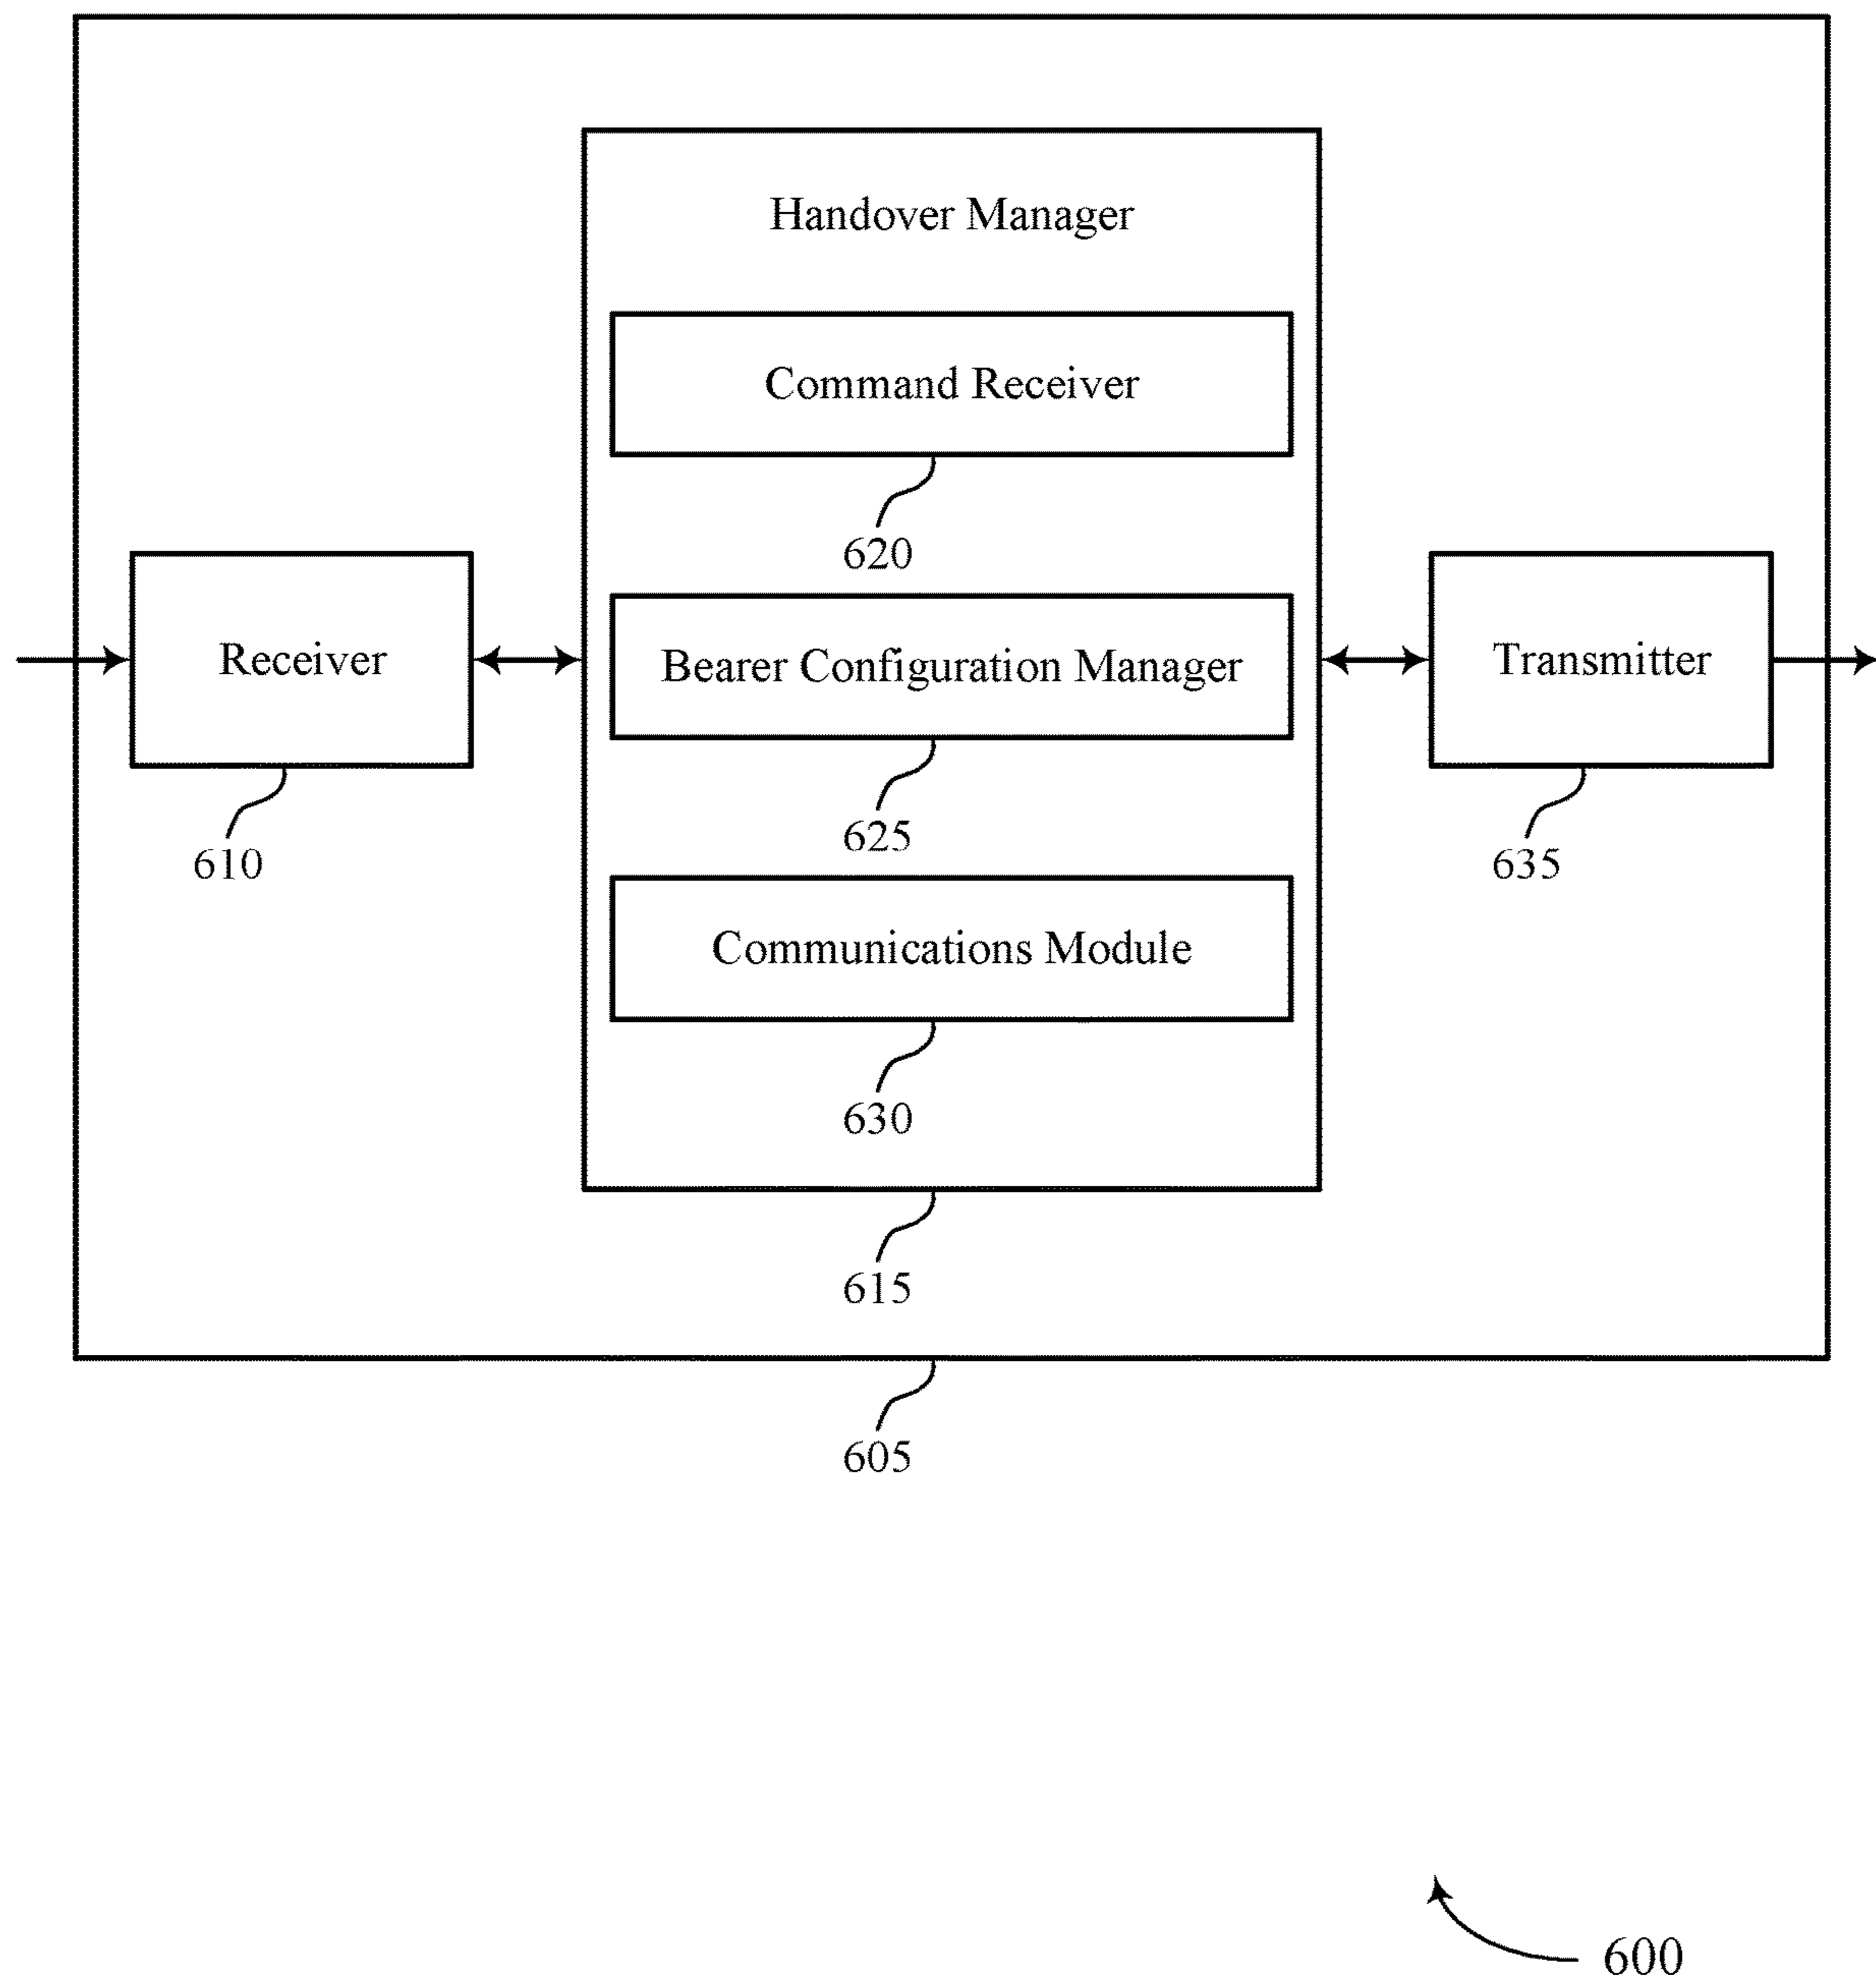 Handover Manager
Command Receiver
620
Receiver
Bearer Configuration Manager
Transmitter
610
625
635
Communications Module
630
615
605
600